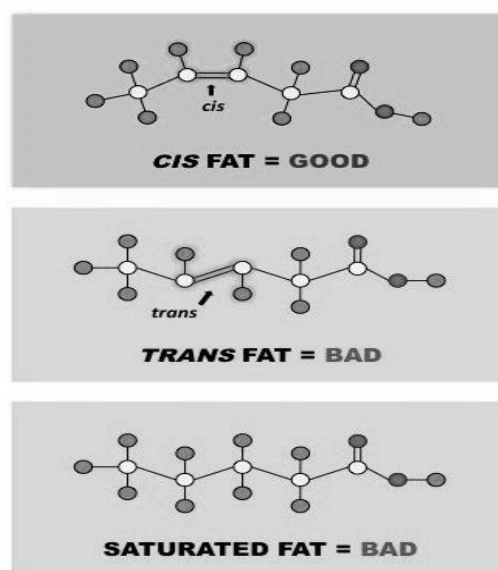 cis
CIS FAT = GOOD
trans
TRANS FAT = BAD
SATURATED FAT = BAD